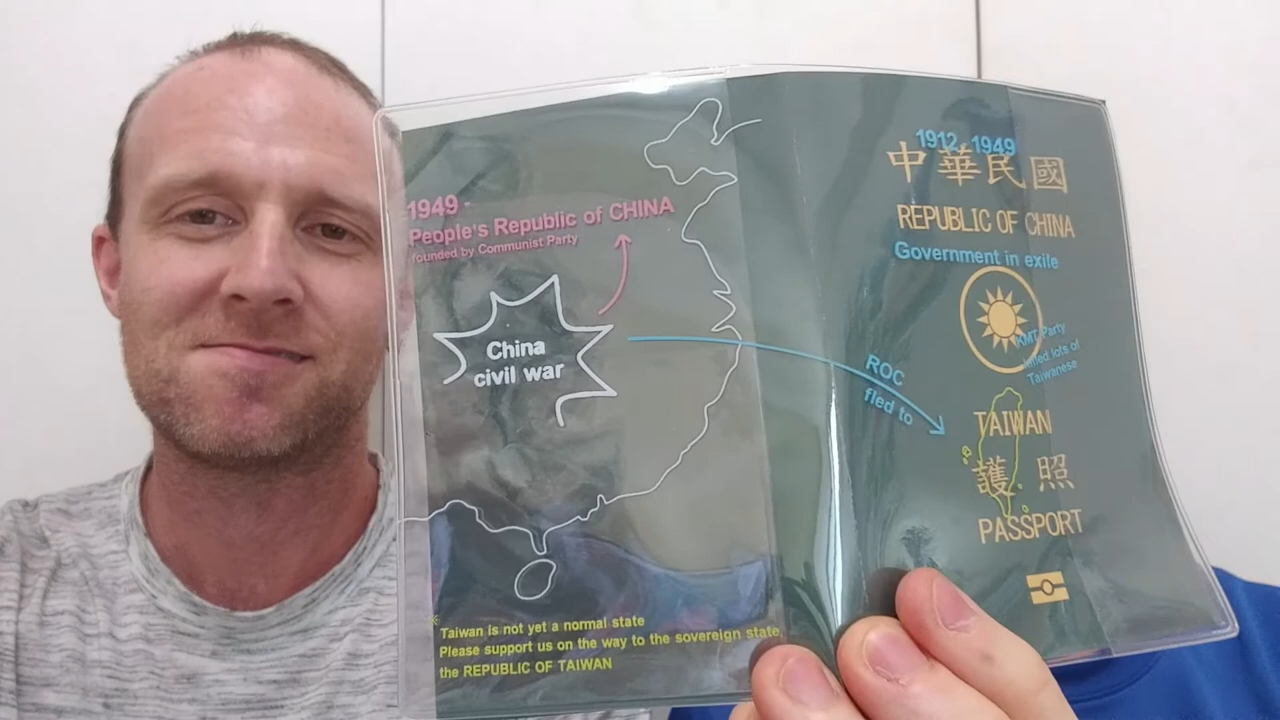 1949 -
People's Republic of CHINA
founded by Communist Party
China
civil war
※
Taiwan is not yet a normal state
Please support us on the way to the sovereign state,
the REPUBLIC OF TAIWAN
1912 - 1949
中華民國
REPUBLIC OF CHINA
Government in exile
KMT Party
killed lots of
Taiwanese
ROC
fled to
TAIWAN
護照
PASSPORT